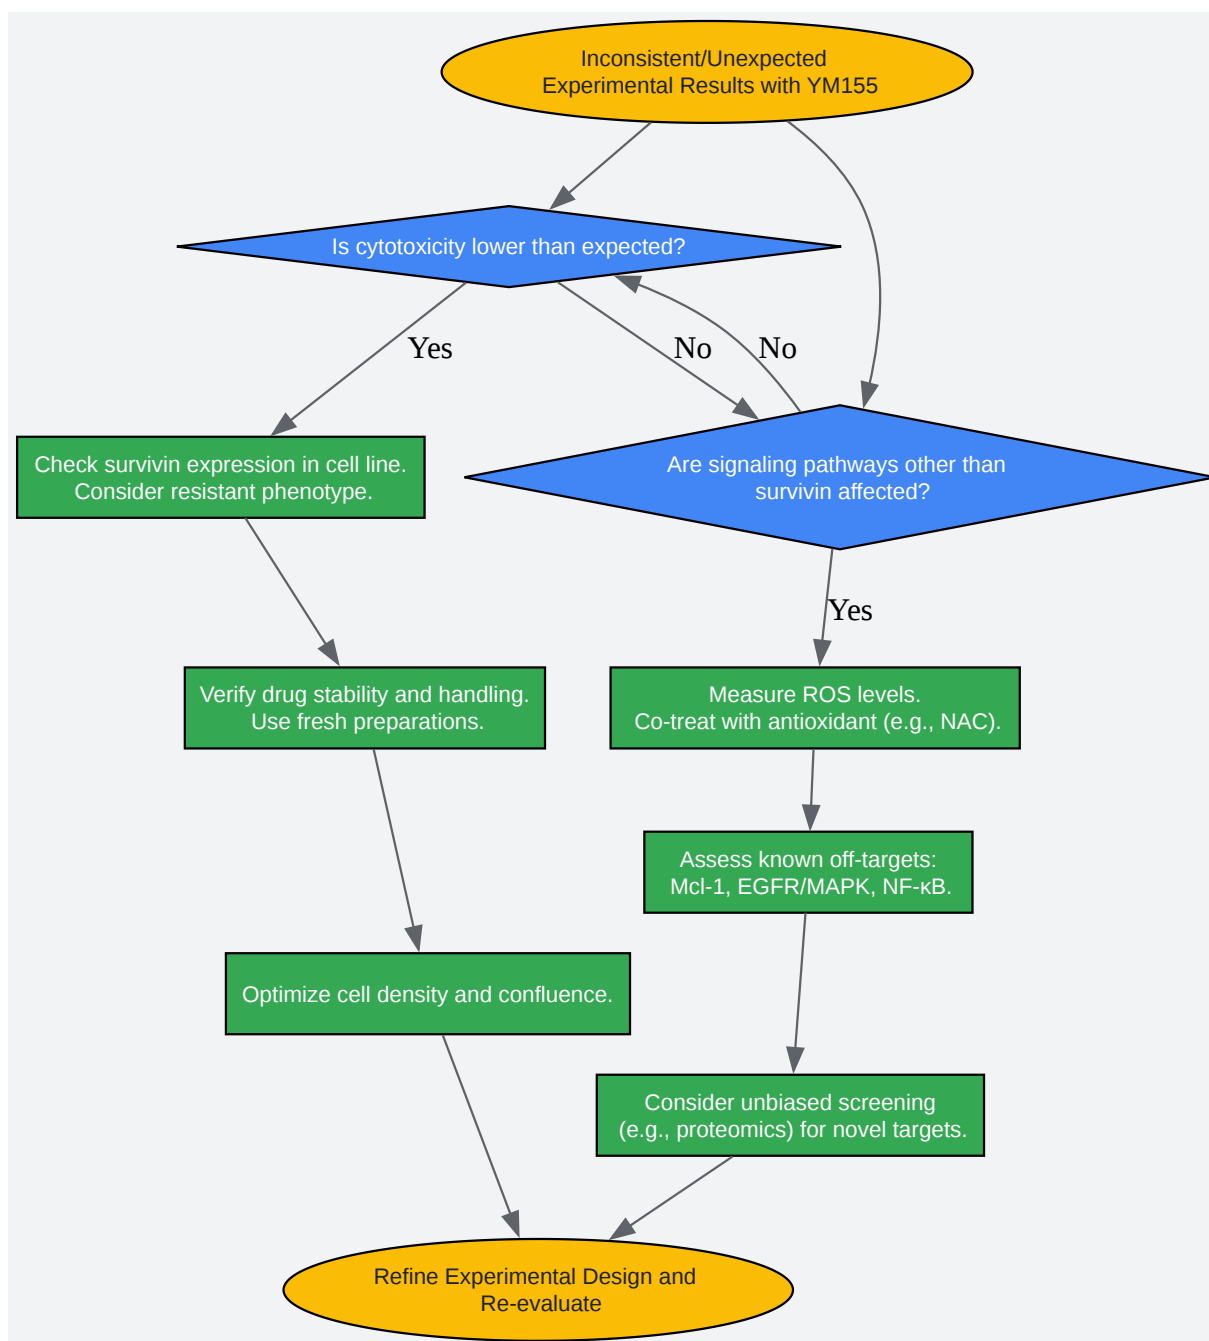 Inconsistent/Unexpected
Experimental Results with YM155
Is cytotoxicity lower than expected?
Yes
No
No
Check survivin expression in cell line.
Consider resistant phenotype.
Are signaling pathways other than
survivin affected?
Yes
Verify drug stability and handling.
Use fresh preparations.
Measure ROS levels.
Co-treat with antioxidant (e.g., NAC).
Assess known off-targets:
Mcl-1, EGFR/MAPK, NF-κB.
Optimize cell density and confluence.
Consider unbiased screening
(e.g., proteomics) for novel targets.
Refine Experimental Design and
Re-evaluate